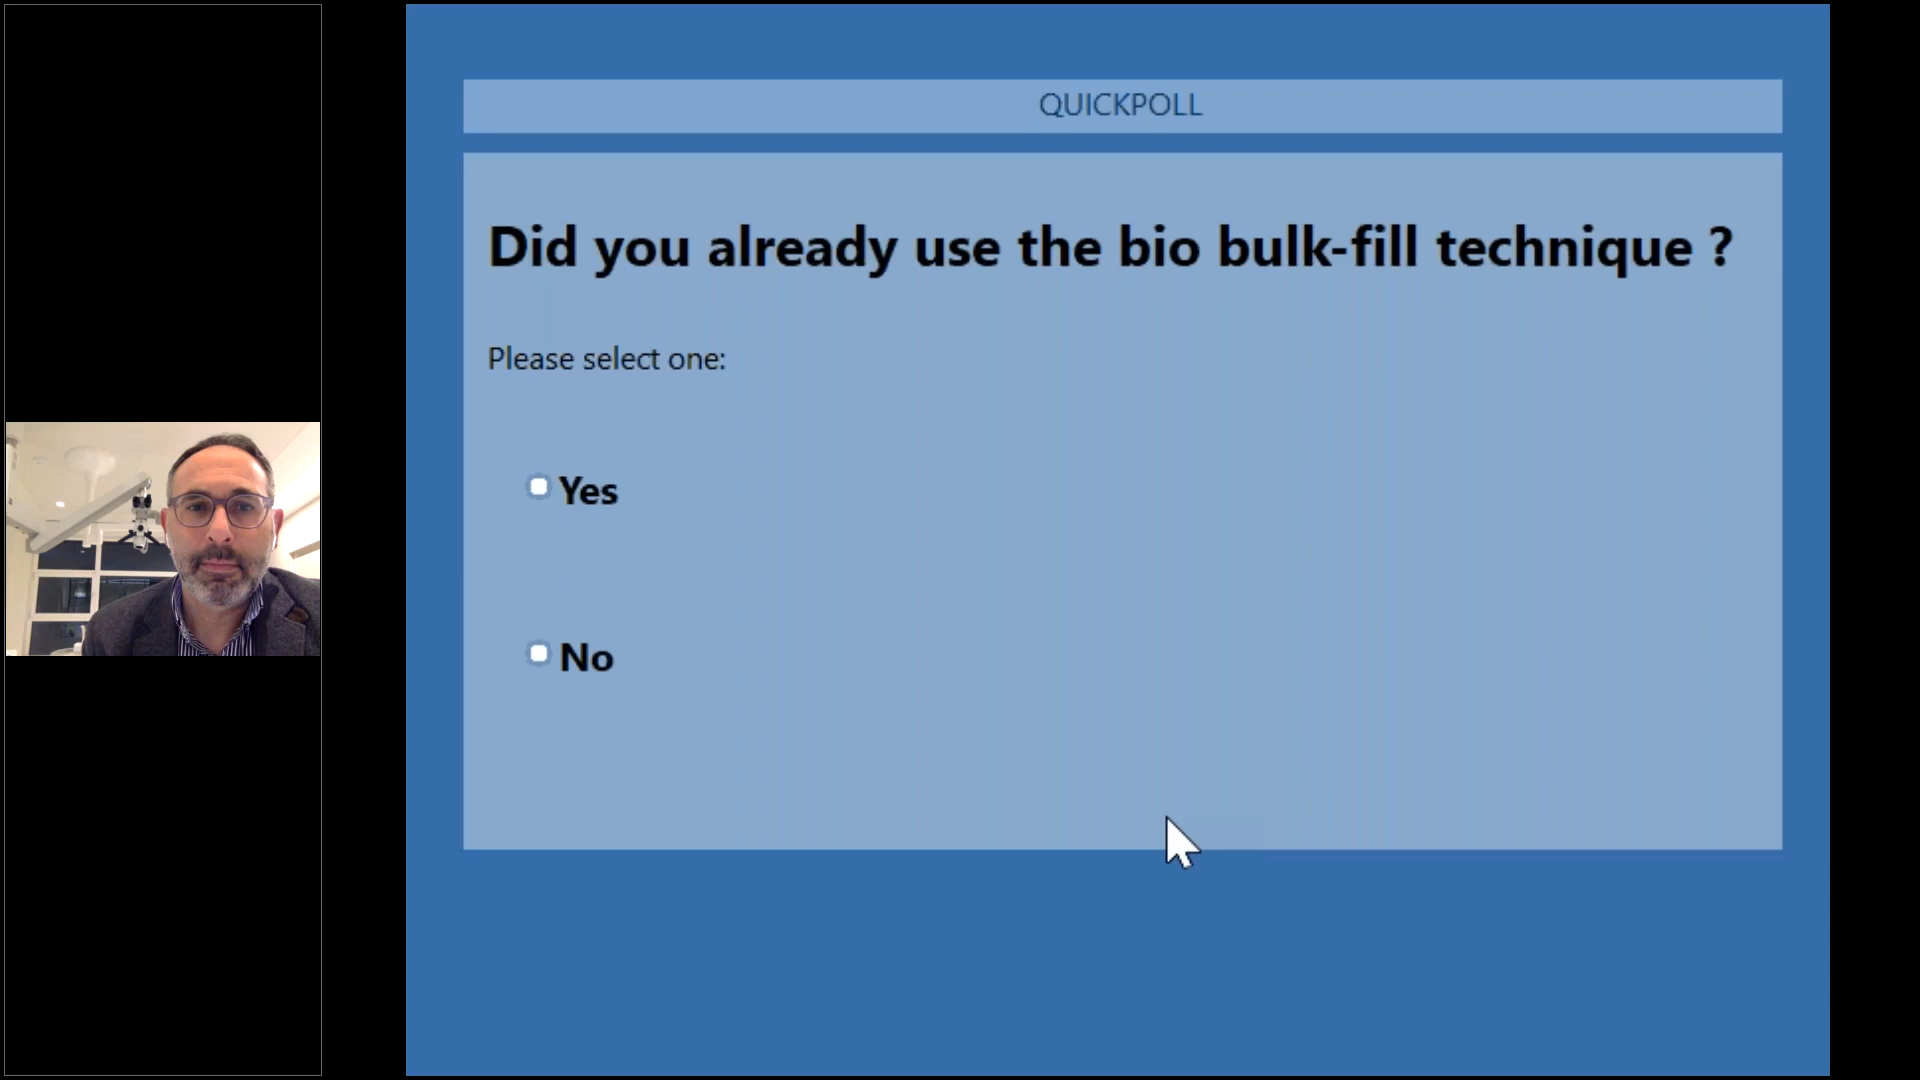 QUICKPOLL
Did you already use the bio bulk-fill technique ?
Please select one:
Yes
No